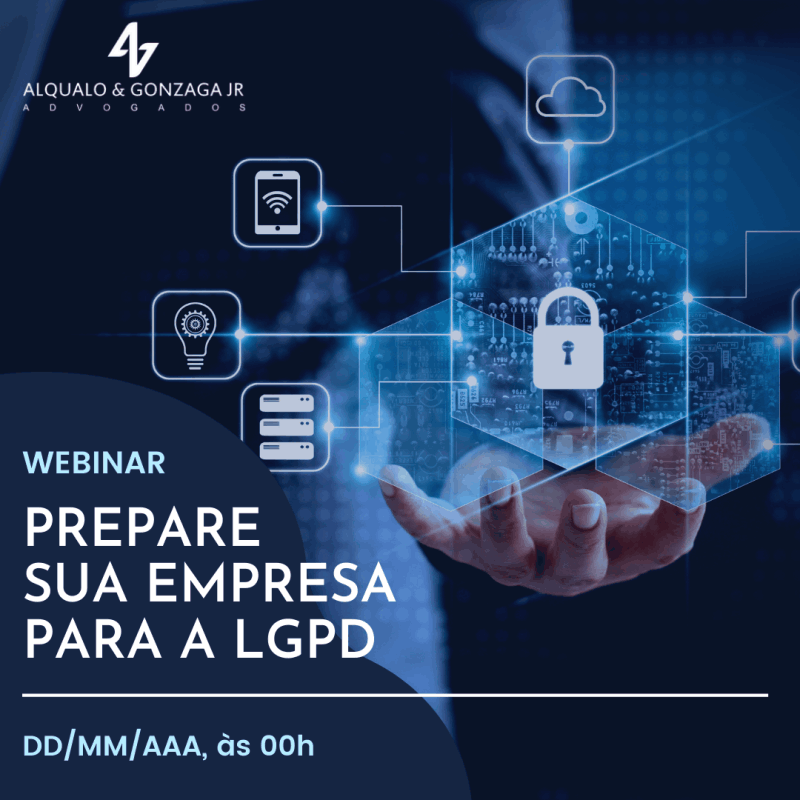 ALQUALO & GONZAGA JR
ADVOGADOS
WEBINAR
PREPARE
SUA EMPRESA
PARA A LGPD
DD/MM/AAA, às 00h